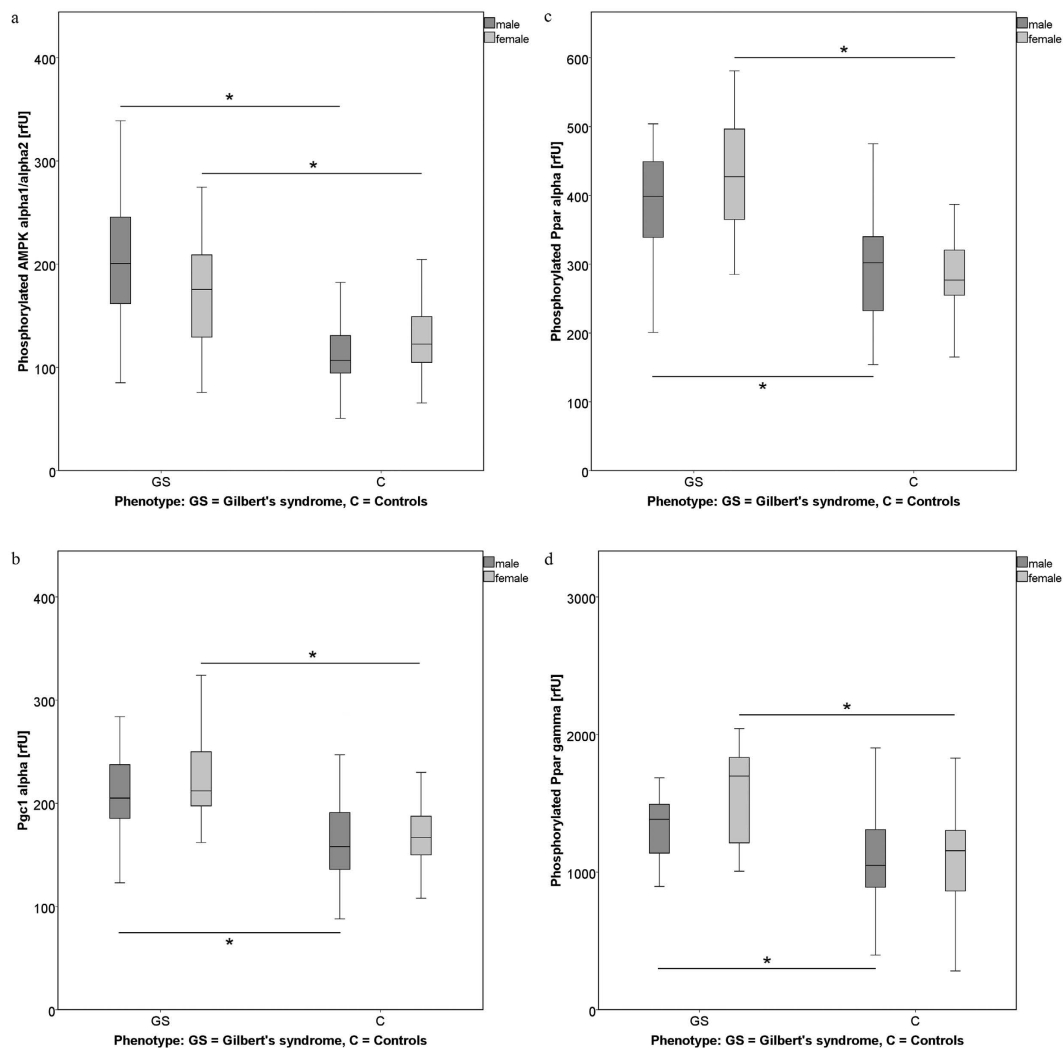 a
male
female
400
300
200
100
0
Phosphorylated AMPK alpha1/alpha2 [rfU]
*
*
GS
C
Phenotype: GS = Gilbert's syndrome, C = Controls
c
male
female
600
500
400
300
200
100
0
Phosphorylated Ppar alpha [rfU]
*
*
GS
C
Phenotype: GS = Gilbert's syndrome, C = Controls
b
male
female
400
300
200
100
0
Pgc1 alpha [rfU]
*
*
GS
C
Phenotype: GS = Gilbert's syndrome, C = Controls
d
male
female
3000
2000
1000
0
Phosphorylated Ppar gamma [rfU]
*
*
GS
C
Phenotype: GS = Gilbert's syndrome, C = Controls